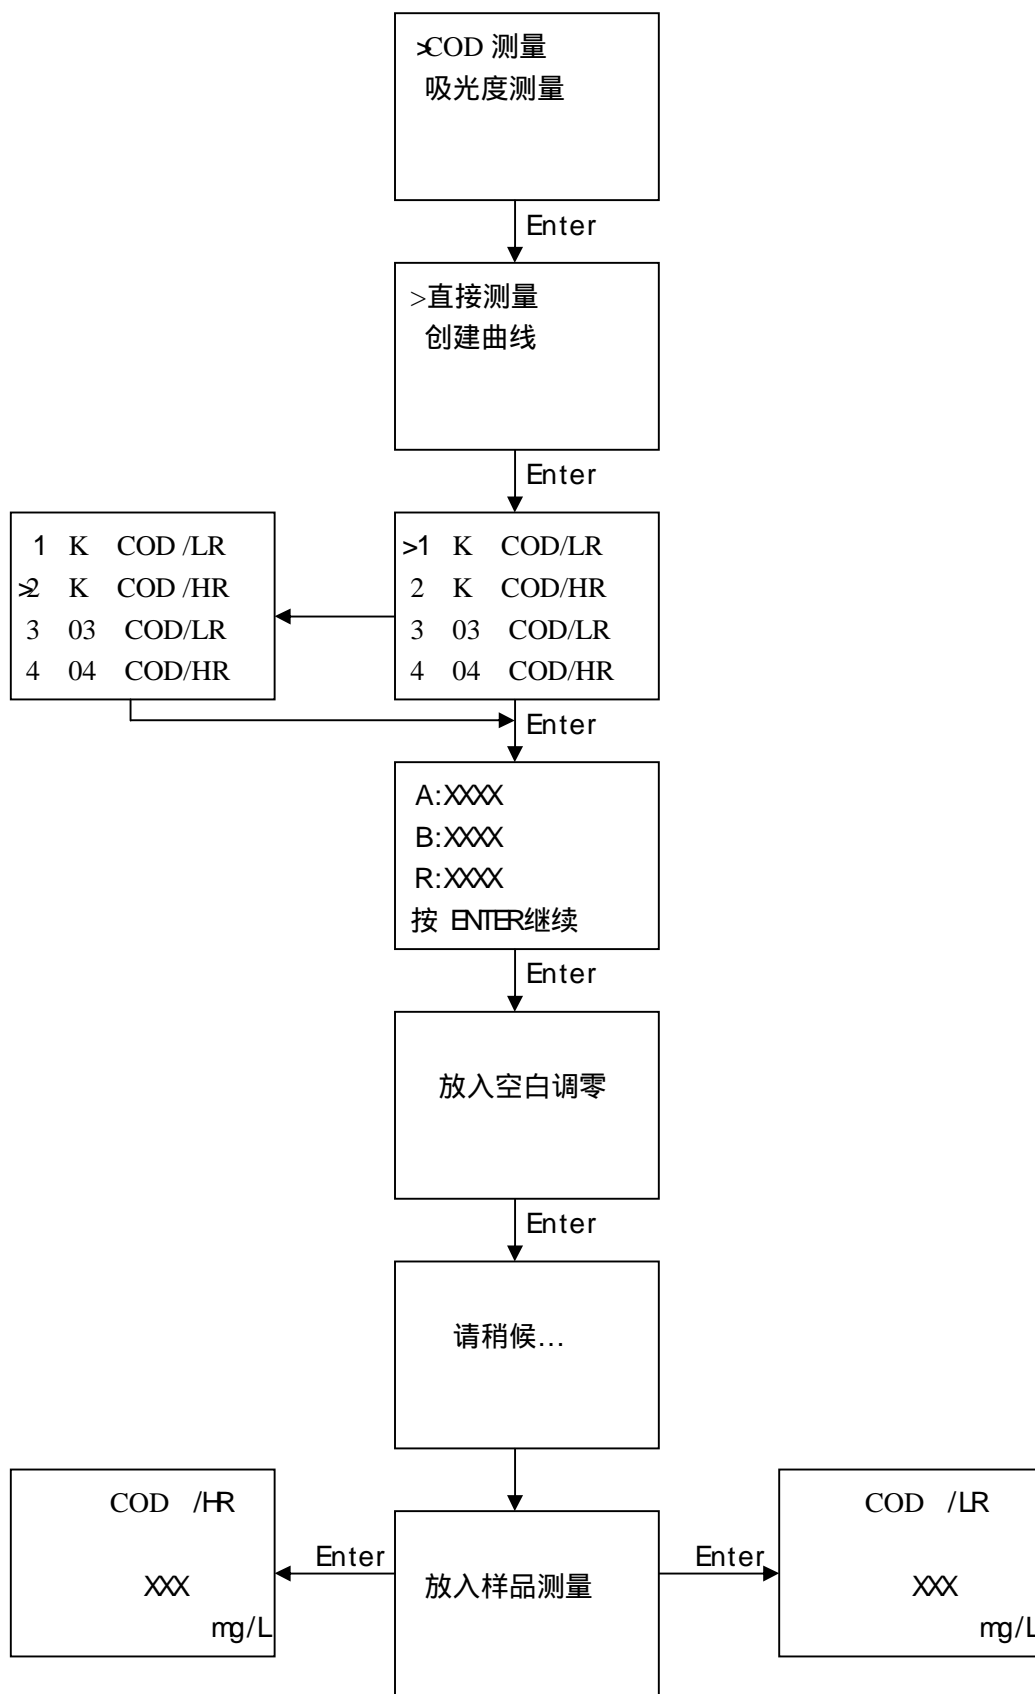 >COD 测量
吸光度测量
Enter
>直接测量
创建曲线
Enter
1 K COD /LR
>2 K COD /HR
3 03 COD/LR
4 04 COD/HR
>1 K COD/LR
2 K COD/HR
3 03 COD/LR
4 04 COD/HR
Enter
A:XXXX
B:XXXX
R:XXXX
按 ENTER继续
Enter
放入空白调零
Enter
请稍候…
COD /HR
XXX
mg/L
Enter
放入样品测量
Enter
COD /LR
XXX
mg/L